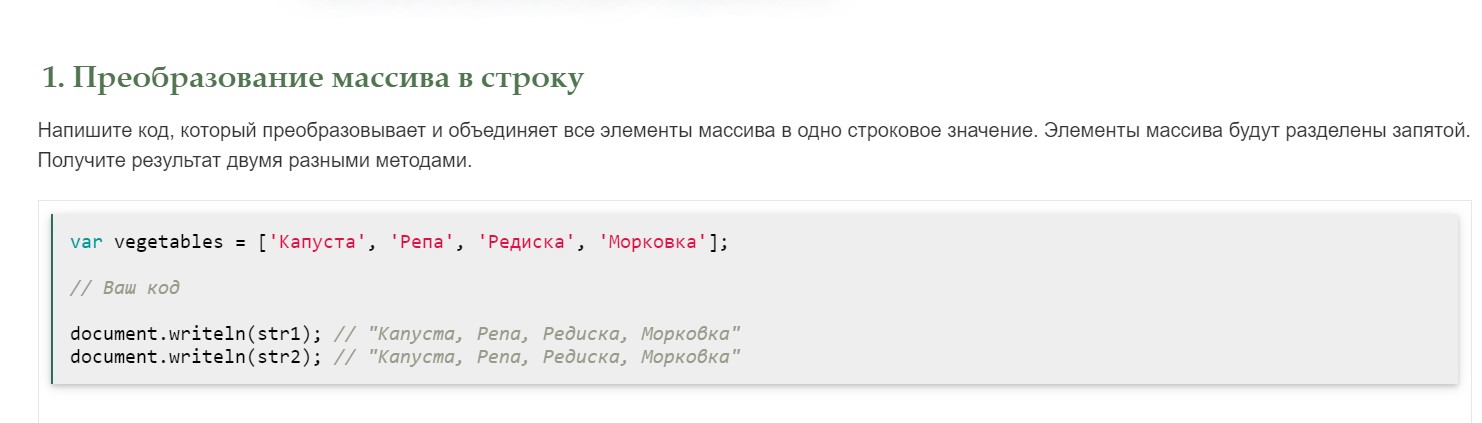 1. Преобразование массива в строку
Напишите код, который преобразовывает и объединяет все элементы массива в одно строковое значение. Элементы массива будут разделены запятой.
Получите результат двумя разными методами.
var vegetables = ['Капуста', 'Репа', 'Редиска', 'Морковка'];
// Ваш код
document.writeln(str1); // "Капуста, Репа, Редиска, Морковка"
document.writeln(str2); // "Капуста, Репа, Редиска, Морковка"